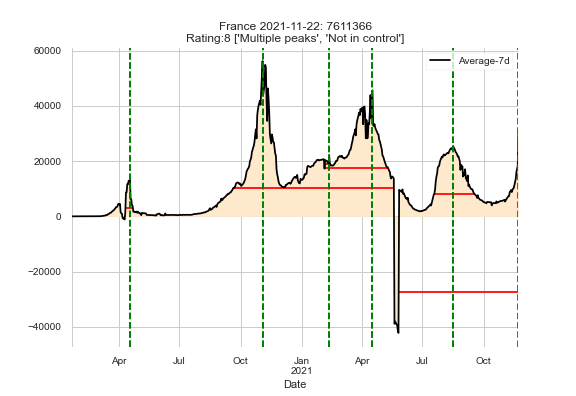 France 2021-11-22: 7611366
Rating:8 ['Multiple peaks', 'Not in control']
Average-7d
60000
40000
20000
0
−20000
−40000
Apr
Jul
Oct
Jan
2021
Apr
Jul
Oct
Date